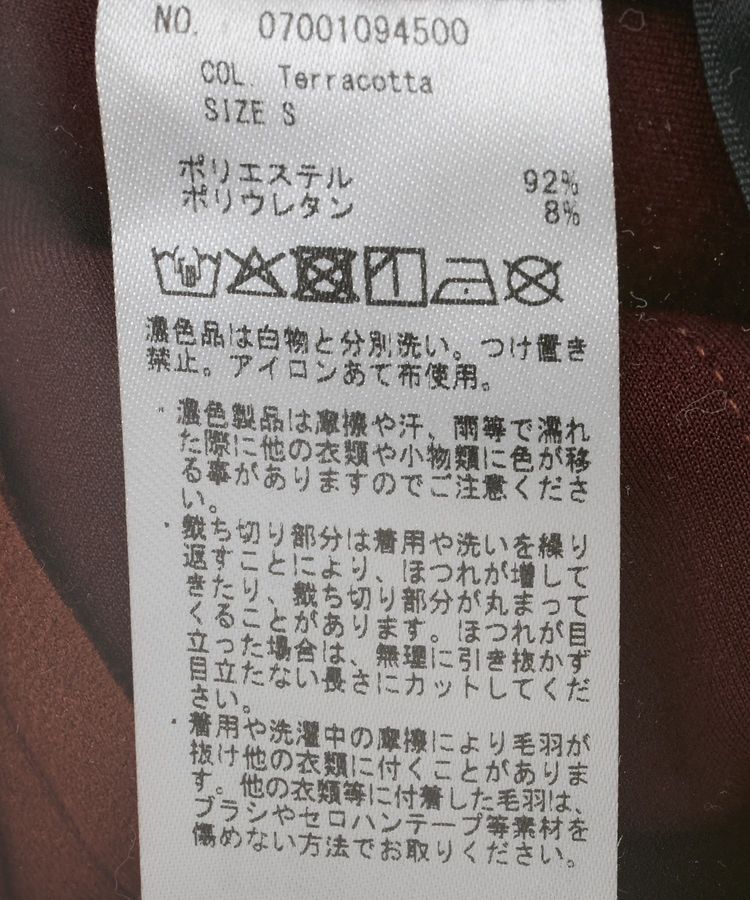 NO. 07001094500
COL. Terracotta
SIZE S
ポリエステル 92%
ポリウレタン 8%
濃色品は白物と分別洗い。つけ置き
禁止。アイロンあて布使用。
・濃色製品は摩擦や汗、雨等で濡れ
た際に他の衣類や小物類に色が移
る事がありますのでご注意くださ
い。
・裁ち切り部分は着用や洗いを繰り
返すことにより、ほつれが増して
きたり、裁ち切り部分が丸まって
くることがあります。ほつれが目
立った場合は、無理に引き抜かず
目立たない長さにカットしてくだ
さい。
・着用や洗濯中の摩擦により毛羽が
抜け他の衣類に付くことがありま
す。他の衣類等に付着した毛羽は、
ブラシやセロハンテープ等素材を
傷めない方法でお取りください。